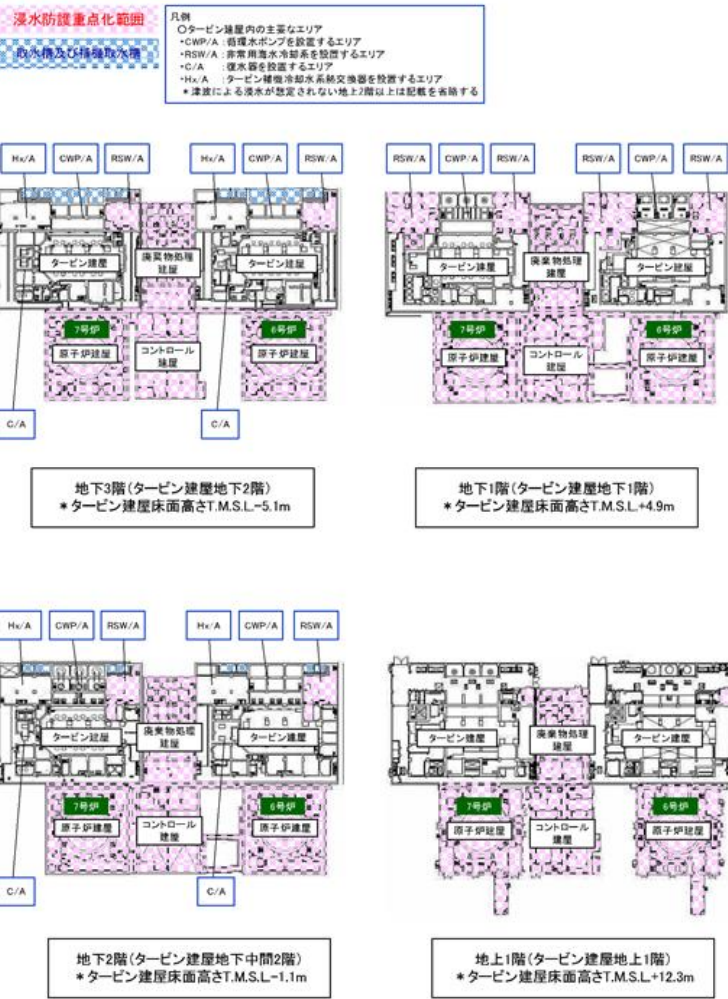 浸水防護重点化範囲
取水槽及び補機取水槽
凡例
○タービン建屋内の主要なエリア
・CWP/A：循環水ポンプを設置するエリア
・RSW/A：非常用海水冷却系を設置するエリア
・C/A　：復水器を設置するエリア
・Hx/A　：タービン補機冷却水系熱交換器を設置するエリア
＊津波による浸水が想定されない地上2階以上は記載を省略する
Hx/A CWP/A RSW/A Hx/A CWP/A RSW/A
タービン建屋 廃棄物処理建屋 タービン建屋
7号炉 6号炉
原子炉建屋 コントロール建屋 原子炉建屋
C/A C/A
地下3階(タービン建屋地下2階)
＊タービン建屋床面高さT.M.S.L.-5.1m
RSW/A CWP/A RSW/A RSW/A CWP/A RSW/A
タービン建屋 廃棄物処理建屋 タービン建屋
7号炉 6号炉
原子炉建屋 コントロール建屋 原子炉建屋
地下1階(タービン建屋地下1階)
＊タービン建屋床面高さT.M.S.L.+4.9m
Hx/A CWP/A RSW/A Hx/A CWP/A RSW/A
タービン建屋 廃棄物処理建屋 タービン建屋
7号炉 6号炉
原子炉建屋 コントロール建屋 原子炉建屋
C/A C/A
地下2階(タービン建屋地下中間2階)
＊タービン建屋床面高さT.M.S.L.-1.1m
タービン建屋 廃棄物処理建屋 タービン建屋
7号炉 6号炉
原子炉建屋 コントロール建屋 原子炉建屋
地上1階(タービン建屋地上1階)
＊タービン建屋床面高さT.M.S.L.+12.3m